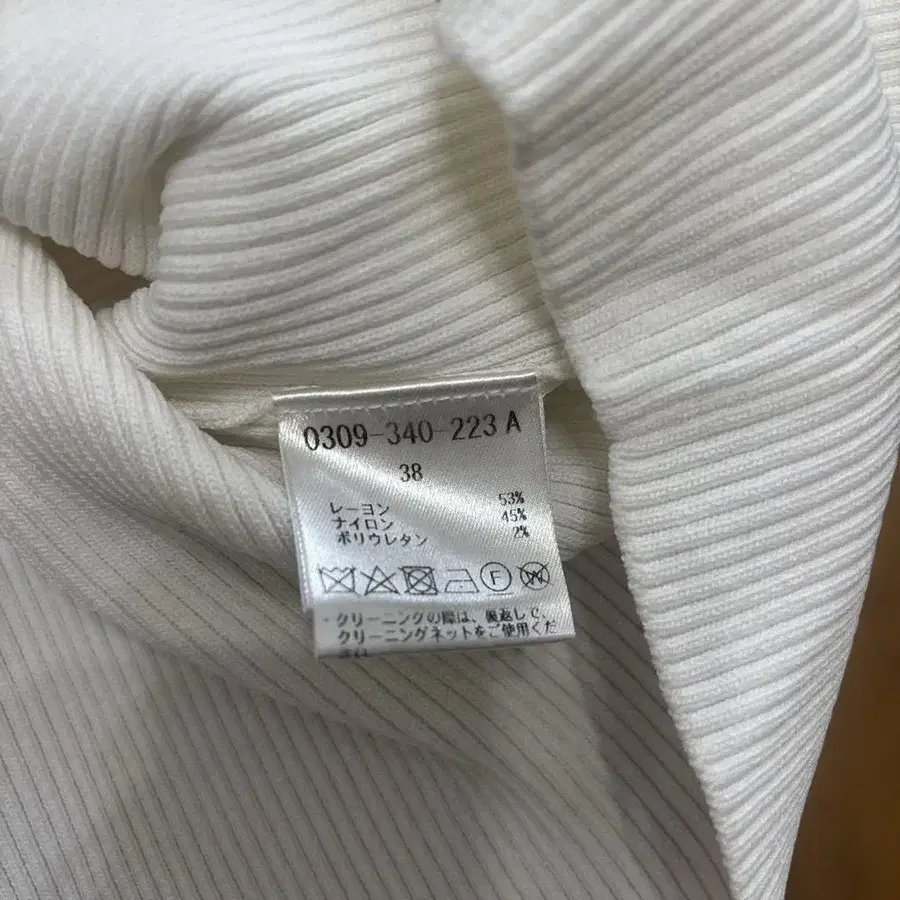 0309-340-223 A
38
レーヨン 53%
ナイロン 45%
ポリウレタン 2%
F W
・クリーニングの際は、裏返して、
クリーニングネットをご使用くだ